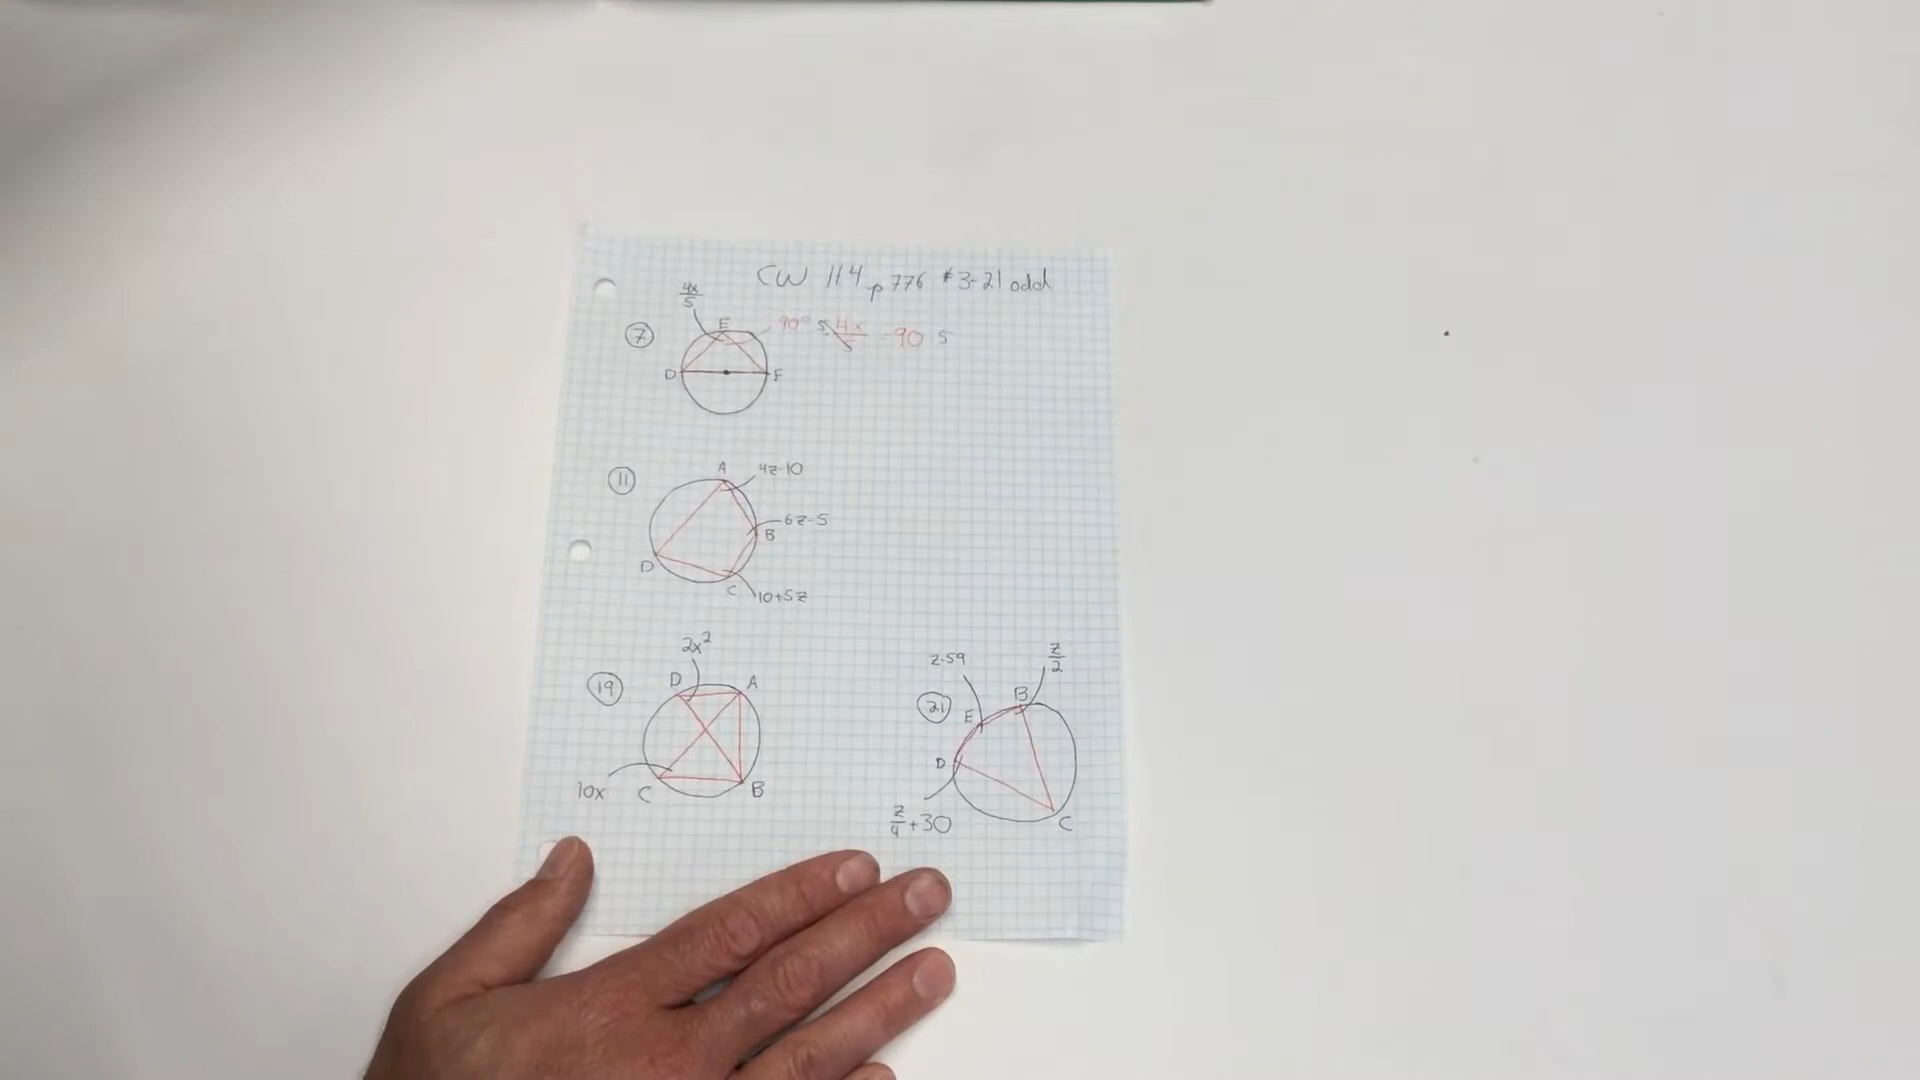 CW 11.4 p776 #3-21 odd
4x/5
7
E
90° 5·4x/5 = 90·5
D
F
11
A
4z-10
6z-5
B
D
C
10+5z
2x²
19
D
A
10x
C
B
z-59
z/2
21
B
E
D
z/4+30
C